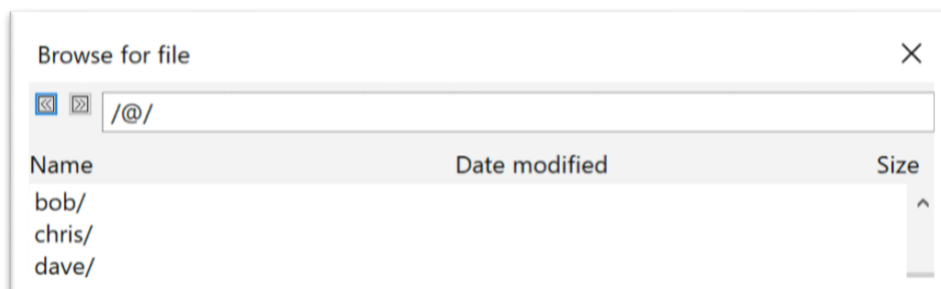 Browse for file
/@/
Name Date modified Size
bob/
chris/
dave/